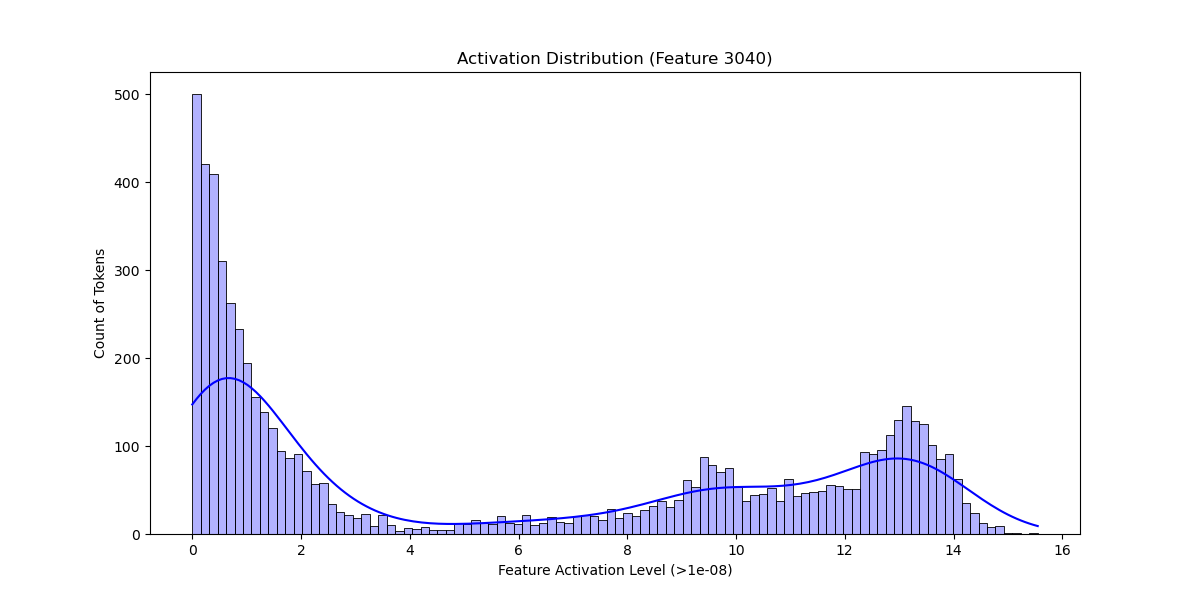 Activation Distribution (Feature 3040)
500
400
300
200
100
0
Count of Tokens
0 2 4 6 8 10 12 14 16
Feature Activation Level (>1e-08)